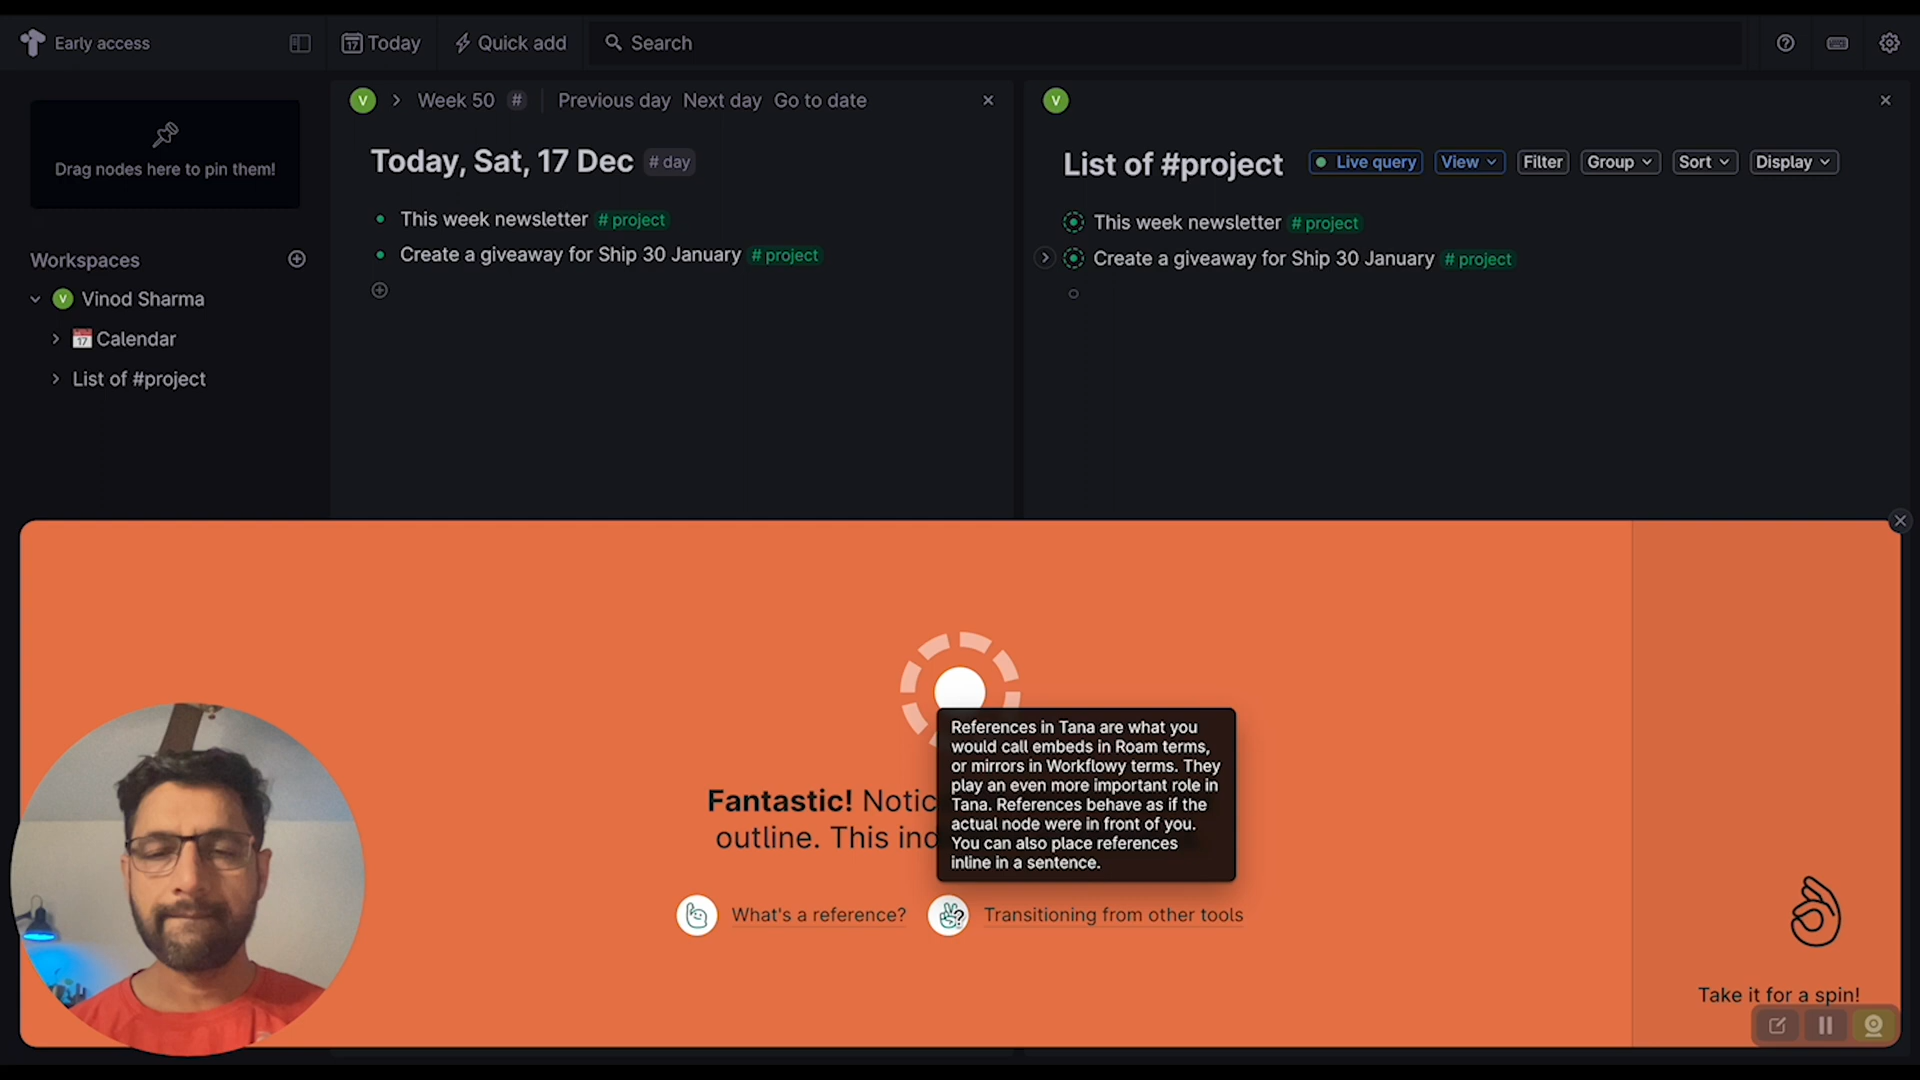 Early access
17 Today
Quick add
Search
Drag nodes here to pin them!
Workspaces
V Vinod Sharma
17 Calendar
List of #project
V > Week 50 #
Previous day Next day Go to date
Today, Sat, 17 Dec # day
This week newsletter # project
Create a giveaway for Ship 30 January # project
V
List of #project
Live query
View
Filter
Group
Sort
Display
This week newsletter # project
Create a giveaway for Ship 30 January # project
References in Tana are what you
would call embeds in Roam terms,
or mirrors in Workflowy terms. They
play an even more important role in
Tana. References behave as if the
actual node were in front of you.
You can also place references
inline in a sentence.
Fantastic! Notic
outline. This ind
What's a reference?
Transitioning from other tools
Take it for a spin!